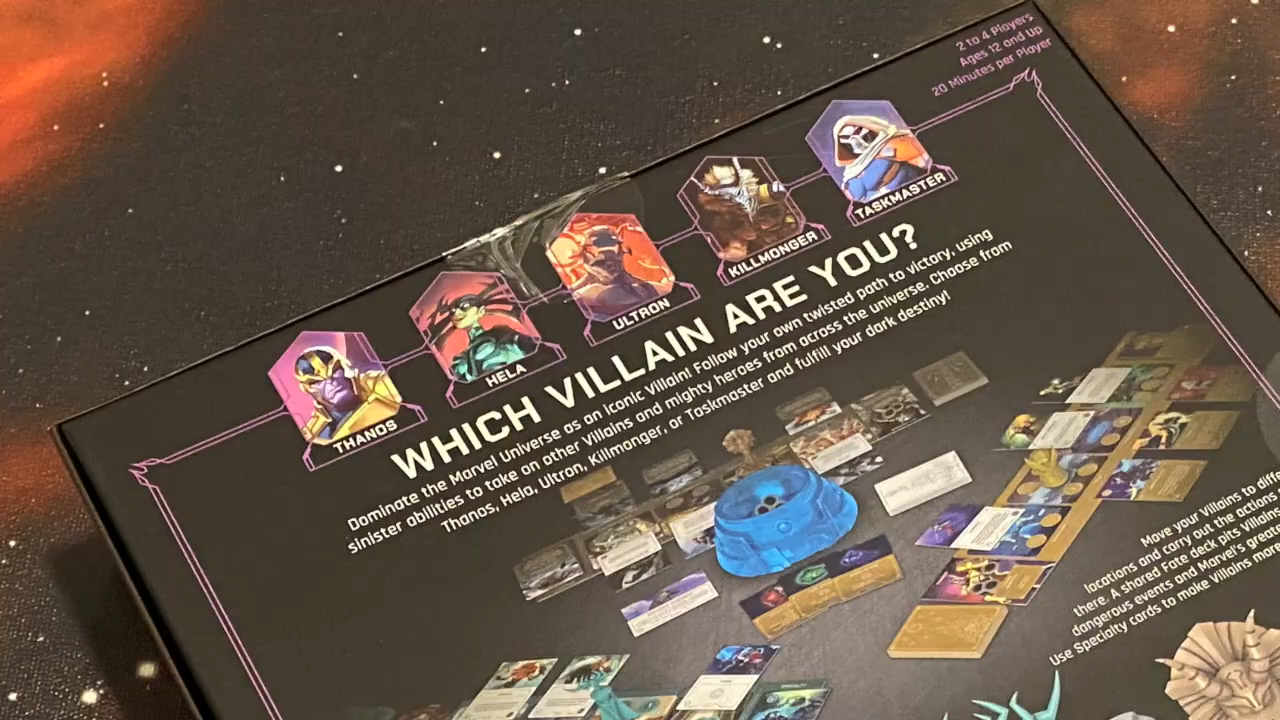 2 to 4 Players
Ages 12 and Up
20 Minutes per Player
THANOS
HELA
ULTRON
KILLMONGER
TASKMASTER
WHICH VILLAIN ARE YOU?
Dominate the Marvel Universe as an iconic Villain! Follow your own twisted path to victory, using
sinister abilities to take on other Villains and mighty heroes from across the universe. Choose from
Thanos, Hela, Ultron, Killmonger, or Taskmaster and fulfill your dark destiny!
Move your Villains to
locations and carry out the actions
there. A shared Fate deck pits Villains
dangerous events and Marvel's
Use Specialty cards to make Villains